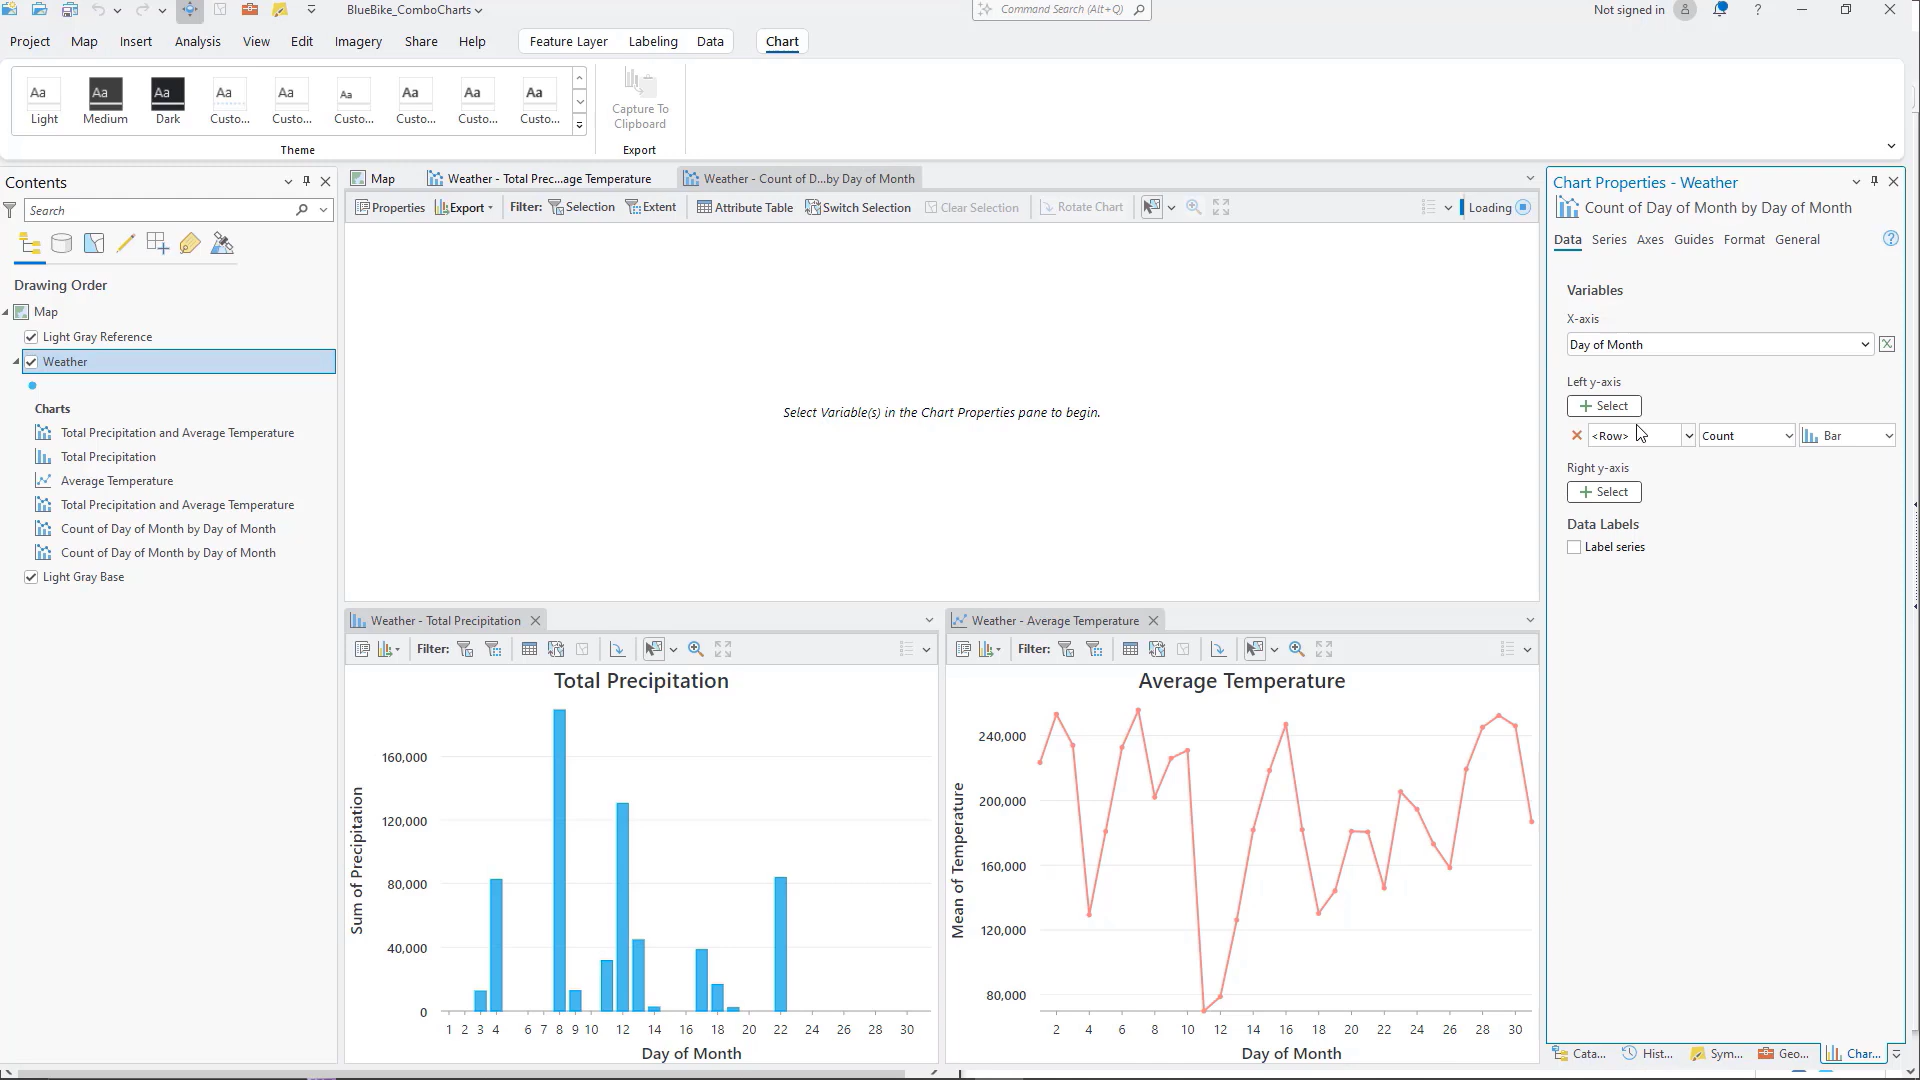 BlueBike_ComboCharts
Command Search (Alt+Q)
Not signed in
?
Project
Map
Insert
Analysis
View
Edit
Imagery
Share
Help
Feature Layer
Labeling
Data
Chart
Aa Aa Aa Aa Aa Aa Aa Aa Aa
Light Medium Dark Custo... Custo... Custo... Custo... Custo... Custo...
Theme
Capture To
Clipboard
Export
Contents
Search
Drawing Order
Map
Light Gray Reference
Weather
Charts
Total Precipitation and Average Temperature
Total Precipitation
Average Temperature
Total Precipitation and Average Temperature
Count of Day of Month by Day of Month
Count of Day of Month by Day of Month
Light Gray Base
Map
Weather - Total Prec...age Temperature
Weather - Count of D...by Day of Month
Properties
Export
Filter:
Selection
Extent
Attribute Table
Switch Selection
Clear Selection
Rotate Chart
Loading
Select Variable(s) in the Chart Properties pane to begin.
Weather - Total Precipitation
Filter:
Total Precipitation
Sum of Precipitation
160,000
120,000
80,000
40,000
0
1 2 3 4 6 7 8 9 10 12 14 16 18 20 22 24 26 28 30
Day of Month
Weather - Average Temperature
Filter:
Average Temperature
Mean of Temperature
240,000
200,000
160,000
120,000
80,000
2 4 6 8 10 12 14 16 18 20 22 24 26 28 30
Day of Month
Chart Properties - Weather
Count of Day of Month by Day of Month
Data
Series
Axes
Guides
Format
General
?
Variables
X-axis
Day of Month
Left y-axis
Select
<Row>
Count
Bar
Right y-axis
Select
Data Labels
Label series
Cata...
Hist...
Sym...
Geo...
Char...